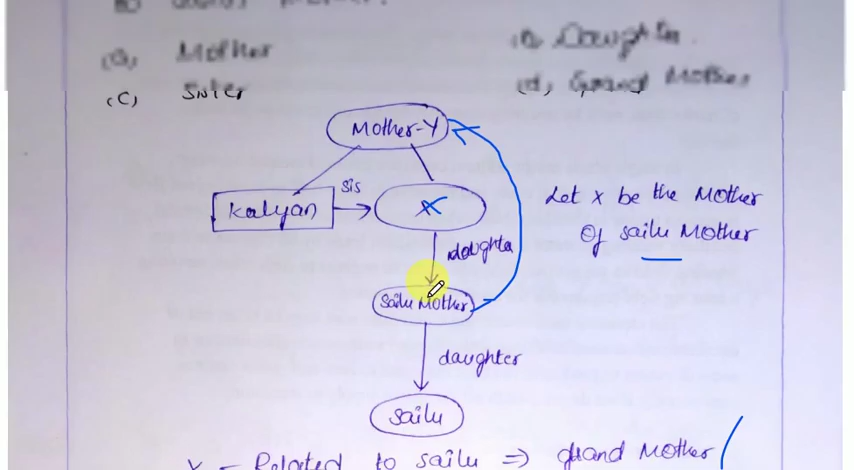 (a) Mother (b) Daughter
(c) Sister (d) Grand Mother
Mother-Y
Kalyan
sis
X
Let X be the Mother
Of sailu Mother
daughter
Sailu Mother
daughter
Sailu
Related to sailu ⇒ grand Mother